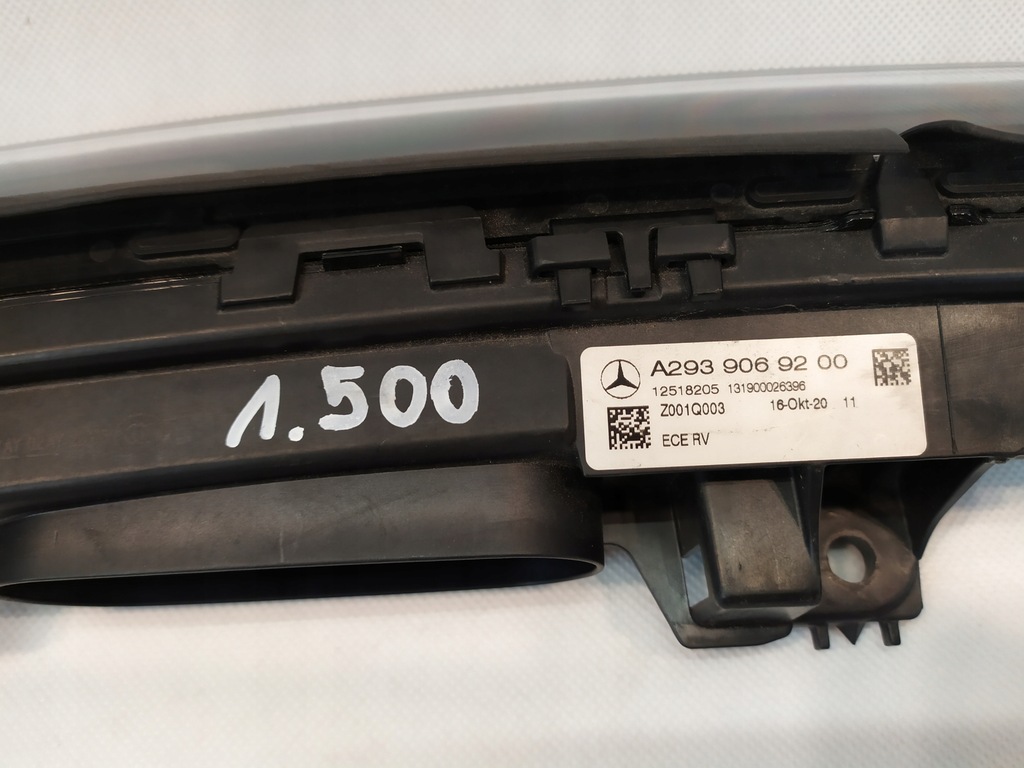 1.500
A293 906 92 00
12518205 131900026396
Z001Q003 16-Okt-20 11
ECE RV